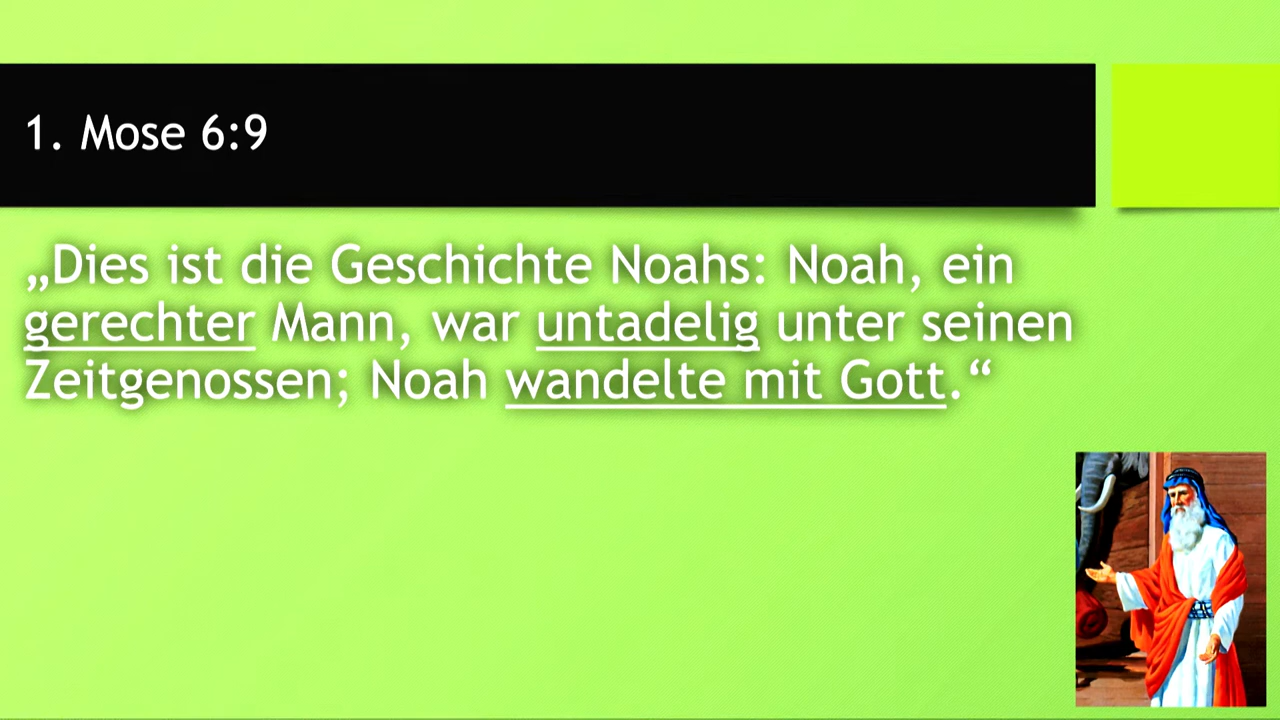 1. Mose 6:9
„Dies ist die Geschichte Noahs: Noah, ein
gerechter Mann, war untadelig unter seinen
Zeitgenossen; Noah wandelte mit Gott.“